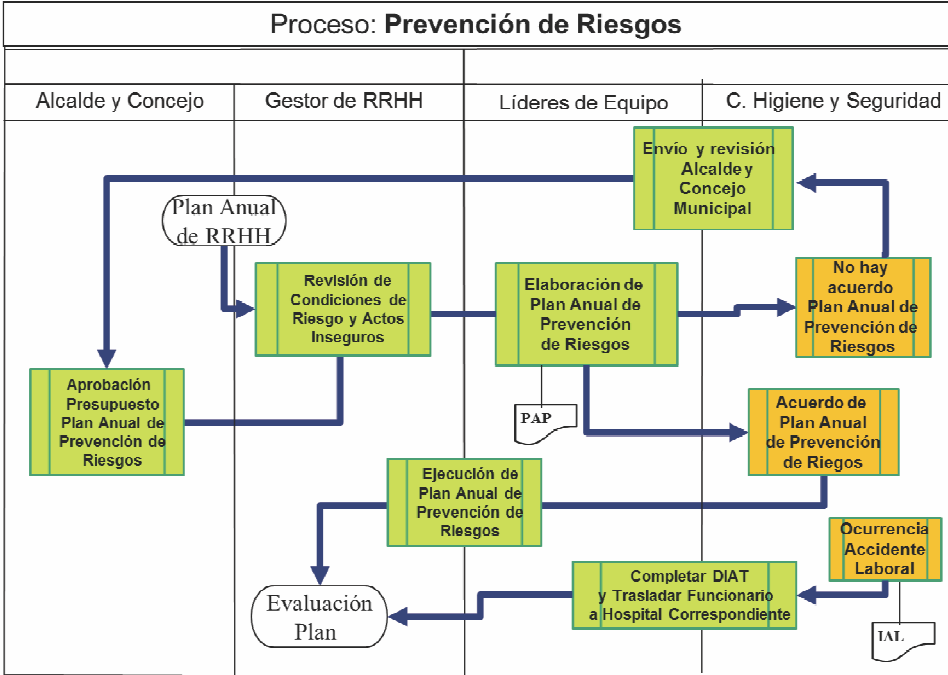 Proceso: Prevención de Riesgos
Alcalde y Concejo
Gestor de RRHH
Líderes de Equipo
C. Higiene y Seguridad
Envío y revisión
Alcalde y
Concejo
Municipal
Plan Anual
de RRHH
Revisión de
Condiciones de
Riesgo y Actos
Inseguros
Elaboración de
Plan Anual de
Prevención
de Riesgos
No hay
acuerdo
Plan Anual de
Prevención de
Riesgos
Aprobación
Presupuesto
Plan Anual de
Prevención de
Riesgos
PAP
Acuerdo de
Plan Anual
de Prevención
de Riegos
Ejecución de
Plan Anual de
Prevención de
Riesgos
Ocurrencia
Accidente
Laboral
Completar DIAT
y Trasladar Funcionario
a Hospital Correspondiente
Evaluación
Plan
IAL